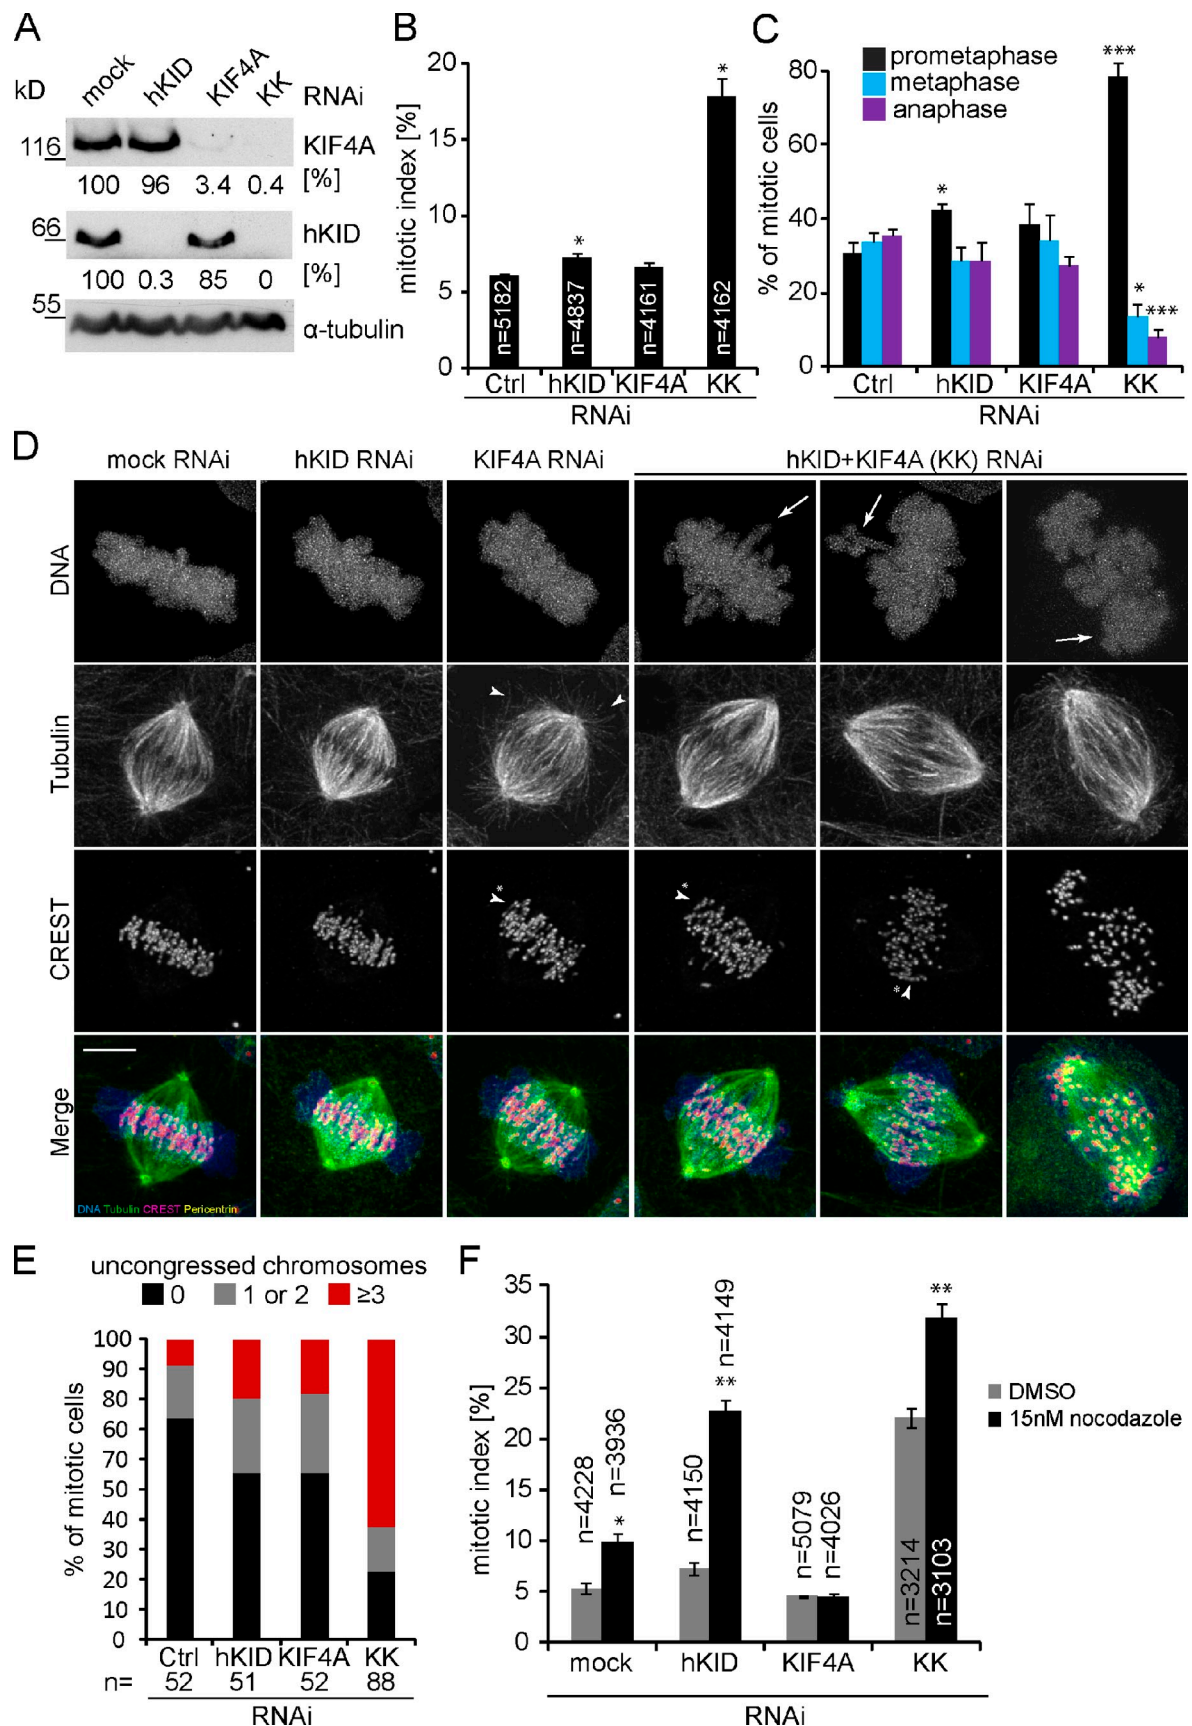 A
mock
hKID
KIF4A
KK
kD
RNAi
116
KIF4A
100 96 3.4 0.4 [%]
66
hKID
100 0.3 85 0 [%]
55
α-tubulin
B
mitotic index [%]
20
15
10
5
0
*
*
n=5182
n=4837
n=4161
n=4162
Ctrl hKID KIF4A KK
RNAi
C
prometaphase
metaphase
anaphase
% of mitotic cells
80
60
40
20
0
*
***
*
***
Ctrl hKID KIF4A KK
RNAi
D
mock RNAi hKID RNAi KIF4A RNAi hKID+KIF4A (KK) RNAi
DNA
Tubulin
CREST
* * *
Merge
DNA Tubulin CREST Pericentrin
E
uncongressed chromosomes
0 1 or 2 ≥3
% of mitotic cells
100
90
80
70
60
50
40
30
20
10
0
Ctrl hKID KIF4A KK
n= 52 51 52 88
RNAi
F
mitotic index [%]
35
30
25
20
15
10
5
0
n=4228
n=3936
*
n=4150
n=4149
**
n=5079
n=4026
n=3214
n=3103
**
DMSO
15nM nocodazole
mock hKID KIF4A KK
RNAi